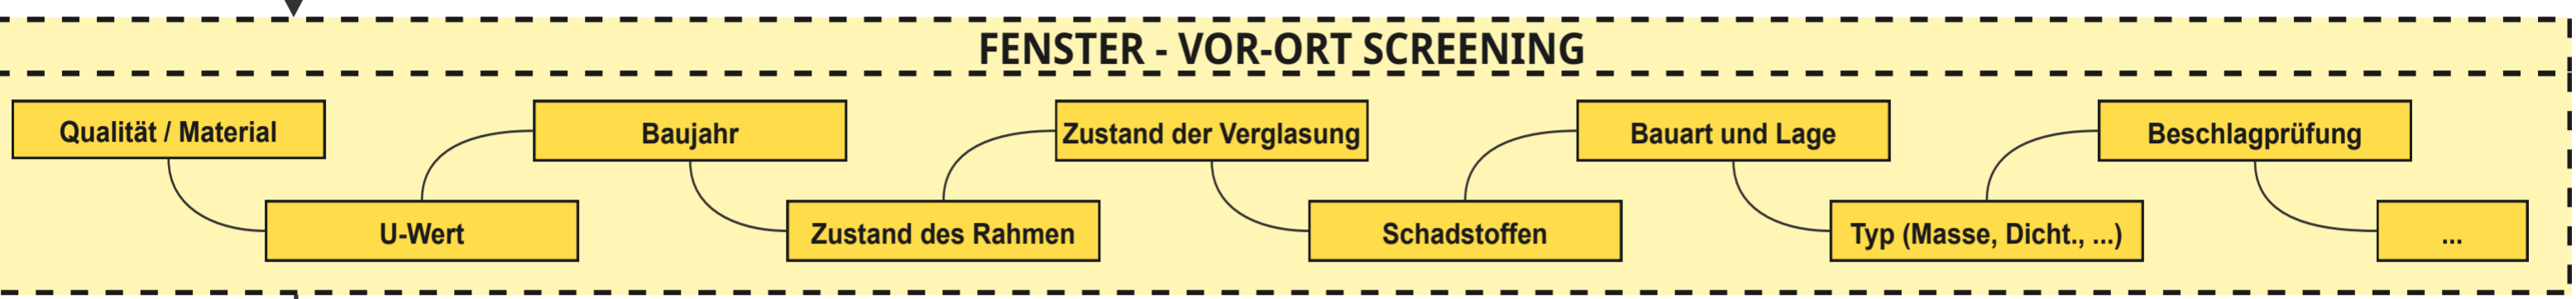 FENSTER - VOR-ORT SCREENING
Qualität / Material
U-Wert
Baujahr
Zustand des Rahmen
Zustand der Verglasung
Schadstoffen
Bauart und Lage
Typ (Masse, Dicht., ...)
Beschlagprüfung
...